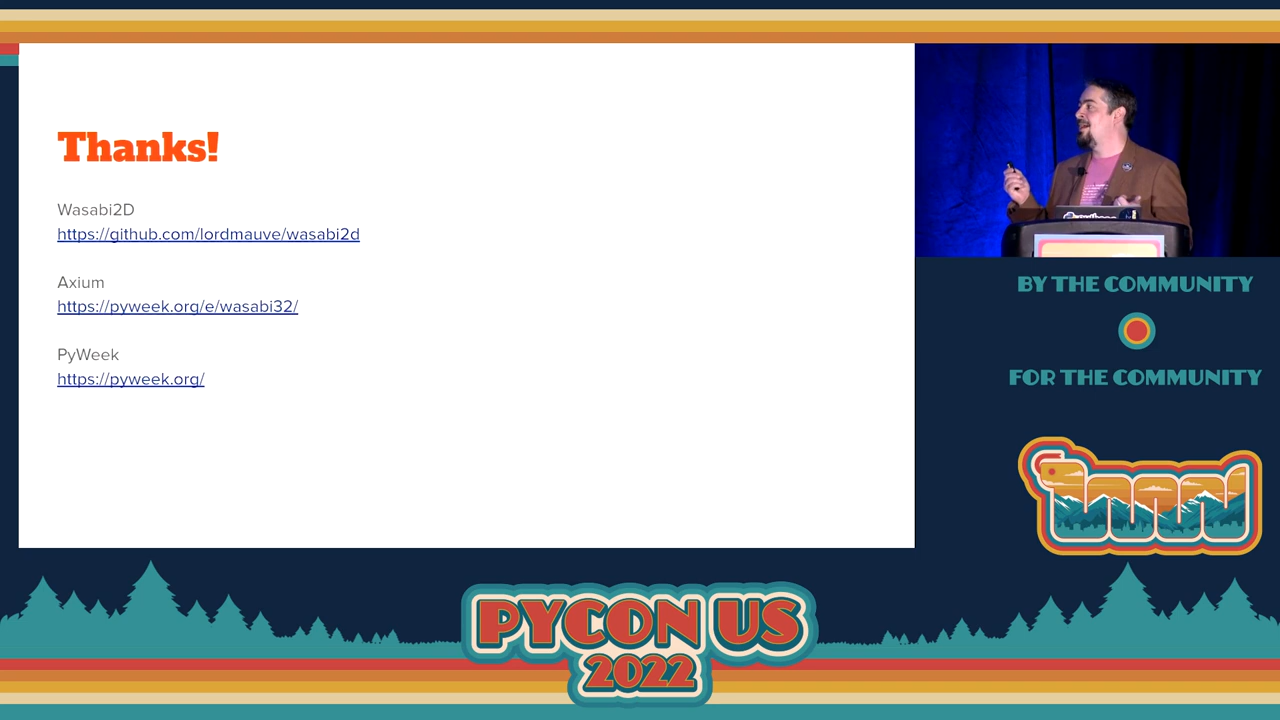 Thanks!
Wasabi2D
https://github.com/lordmauve/wasabi2d
Axium
https://pyweek.org/e/wasabi32/
PyWeek
https://pyweek.org/
BY THE COMMUNITY
FOR THE COMMUNITY
PYCON US
2022